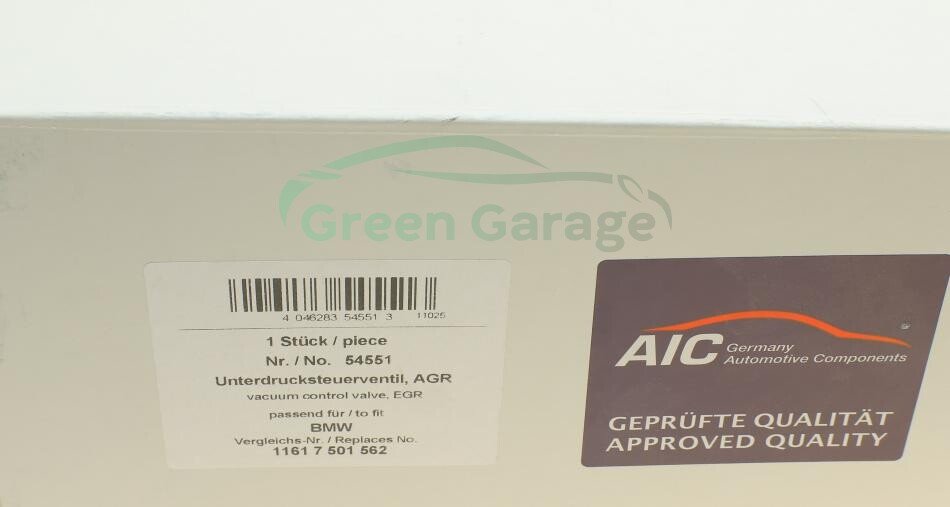 Green Garage
4 046283 54551 3 11025
1 Stück / piece
Nr. / No. 54551
Unterdrucksteuerventil, AGR
vacuum control valve, EGR
passend für / to fit
BMW
Vergleichs-Nr. / Replaces No.
1161 7 501 562
AIC Germany
Automotive Components
GEPRÜFTE QUALITÄT
APPROVED QUALITY